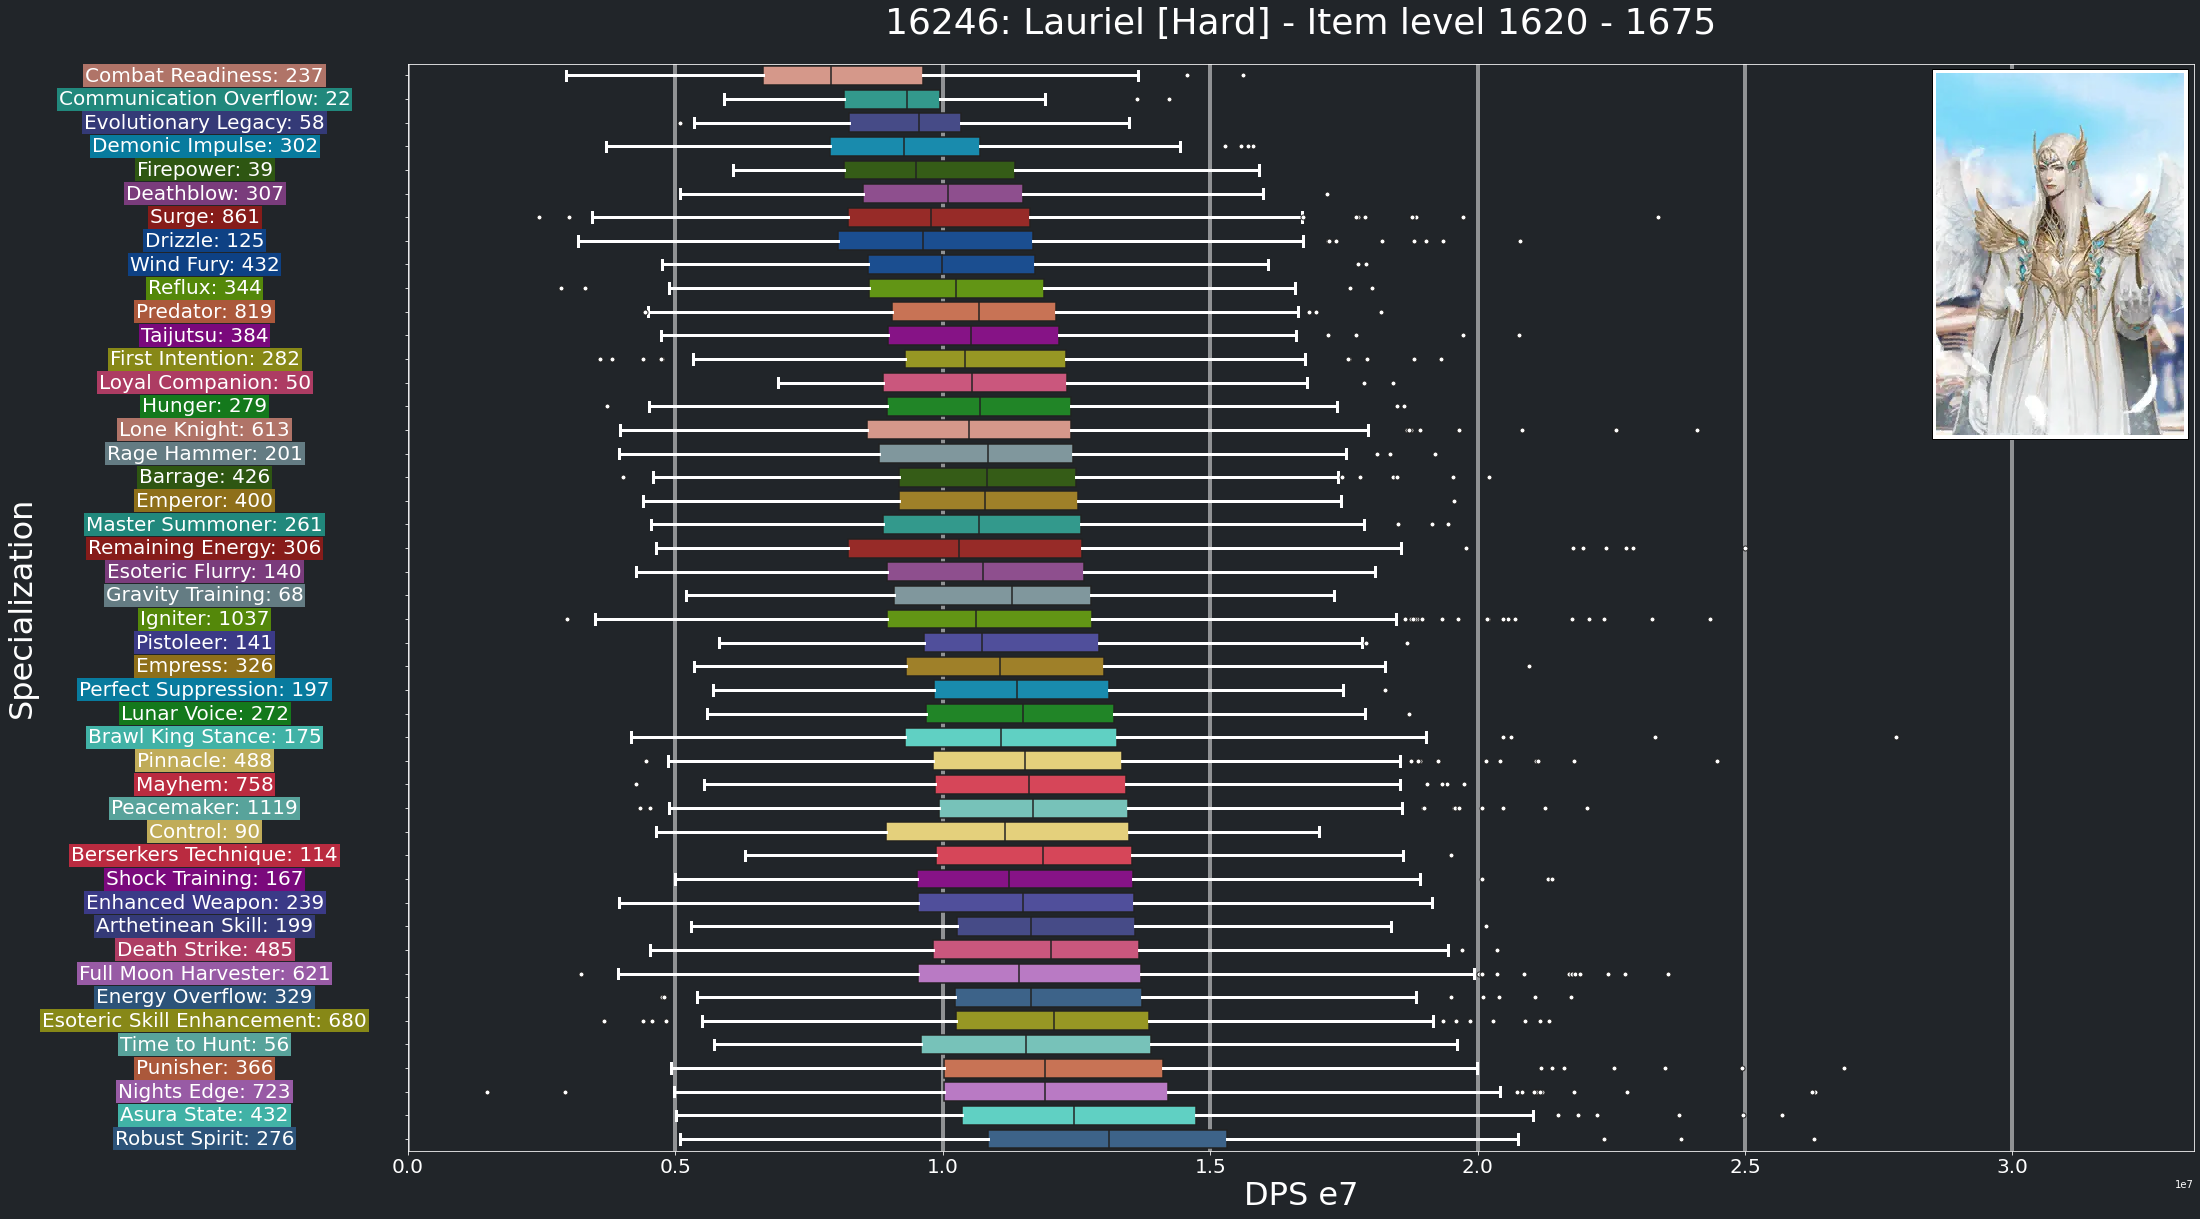 16246: Lauriel [Hard] - Item level 1620 - 1675
Combat Readiness: 237
Communication Overflow: 22
Evolutionary Legacy: 58
Demonic Impulse: 302
Firepower: 39
Deathblow: 307
Surge: 861
Drizzle: 125
Wind Fury: 432
Reflux: 344
Predator: 819
Taijutsu: 384
First Intention: 282
Loyal Companion: 50
Hunger: 279
Lone Knight: 613
Rage Hammer: 201
Barrage: 426
Emperor: 400
Master Summoner: 261
Remaining Energy: 306
Esoteric Flurry: 140
Gravity Training: 68
Igniter: 1037
Pistoleer: 141
Empress: 326
Perfect Suppression: 197
Lunar Voice: 272
Brawl King Stance: 175
Pinnacle: 488
Mayhem: 758
Peacemaker: 1119
Control: 90
Berserkers Technique: 114
Shock Training: 167
Enhanced Weapon: 239
Arthetinean Skill: 199
Death Strike: 485
Full Moon Harvester: 621
Energy Overflow: 329
Esoteric Skill Enhancement: 680
Time to Hunt: 56
Punisher: 366
Nights Edge: 723
Asura State: 432
Robust Spirit: 276
Specialization
0.0 0.5 1.0 1.5 2.0 2.5 3.0
DPS e7
1e7